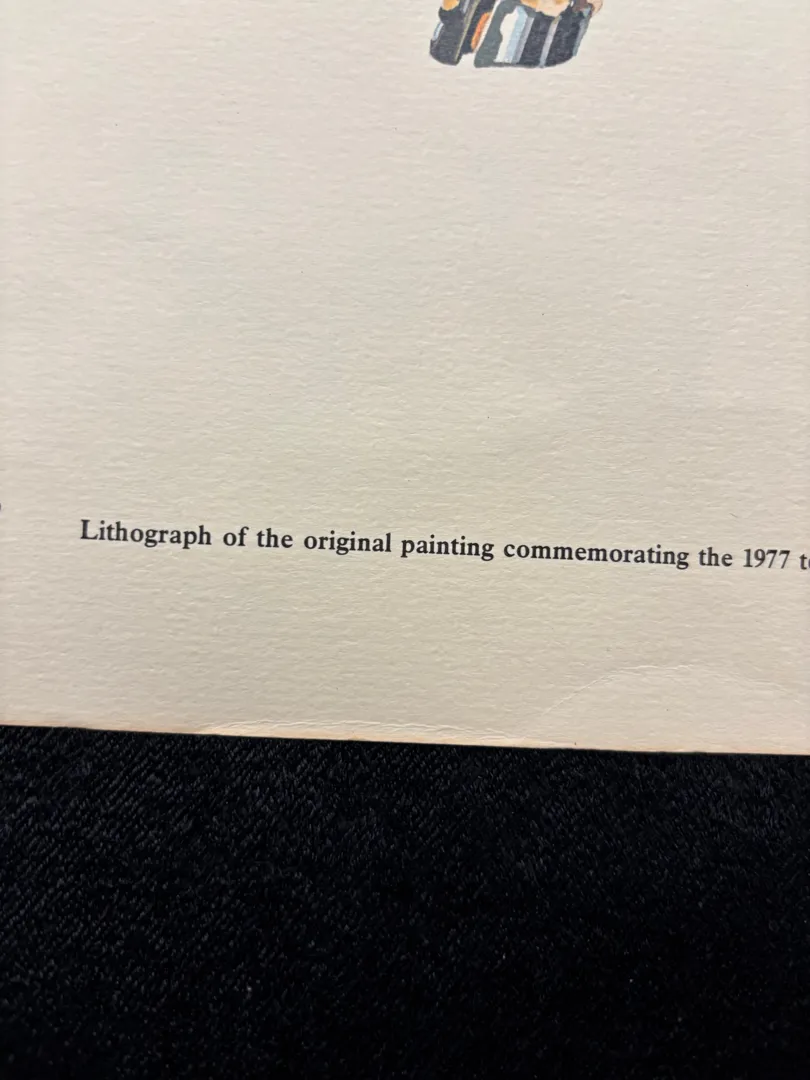 Lithograph of the original painting commemorating the 1977